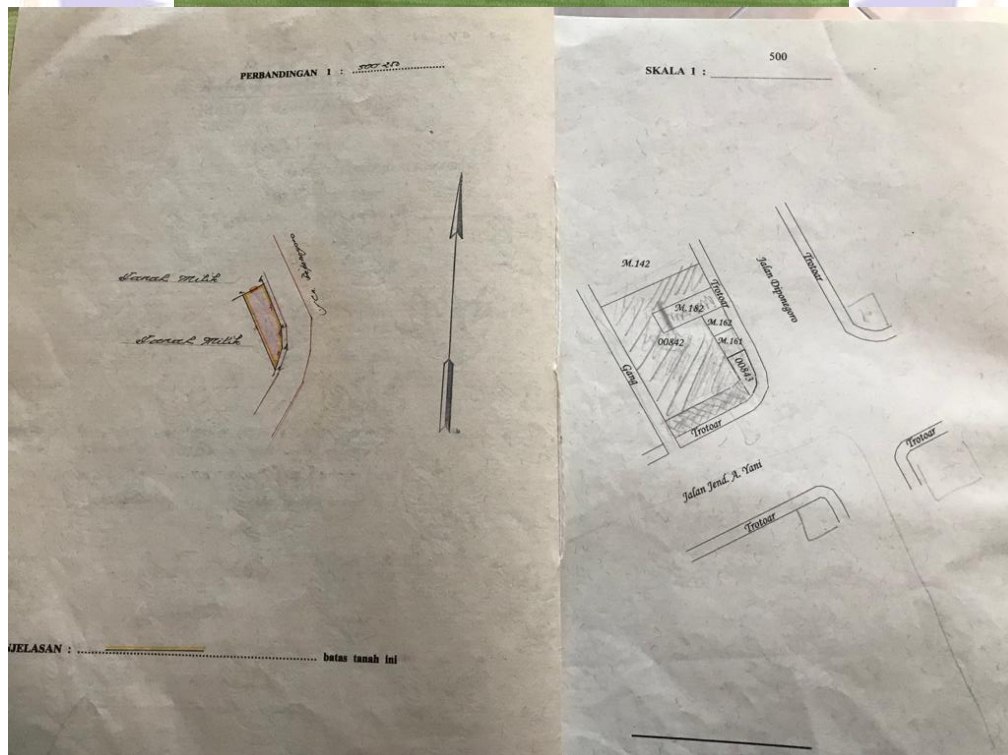 PERBANDINGAN 1 :
Tanah Milik
Tanah Milik
JELASAN : batas tanah ini
500
SKALA 1 :
M.142
Trotoar
Jalan Diponegoro
Trotoar
M.182
M.162
M.161
00842
00843
Gang
Trotoar
Trotoar
Jalan Jend. A. Yani
Trotoar